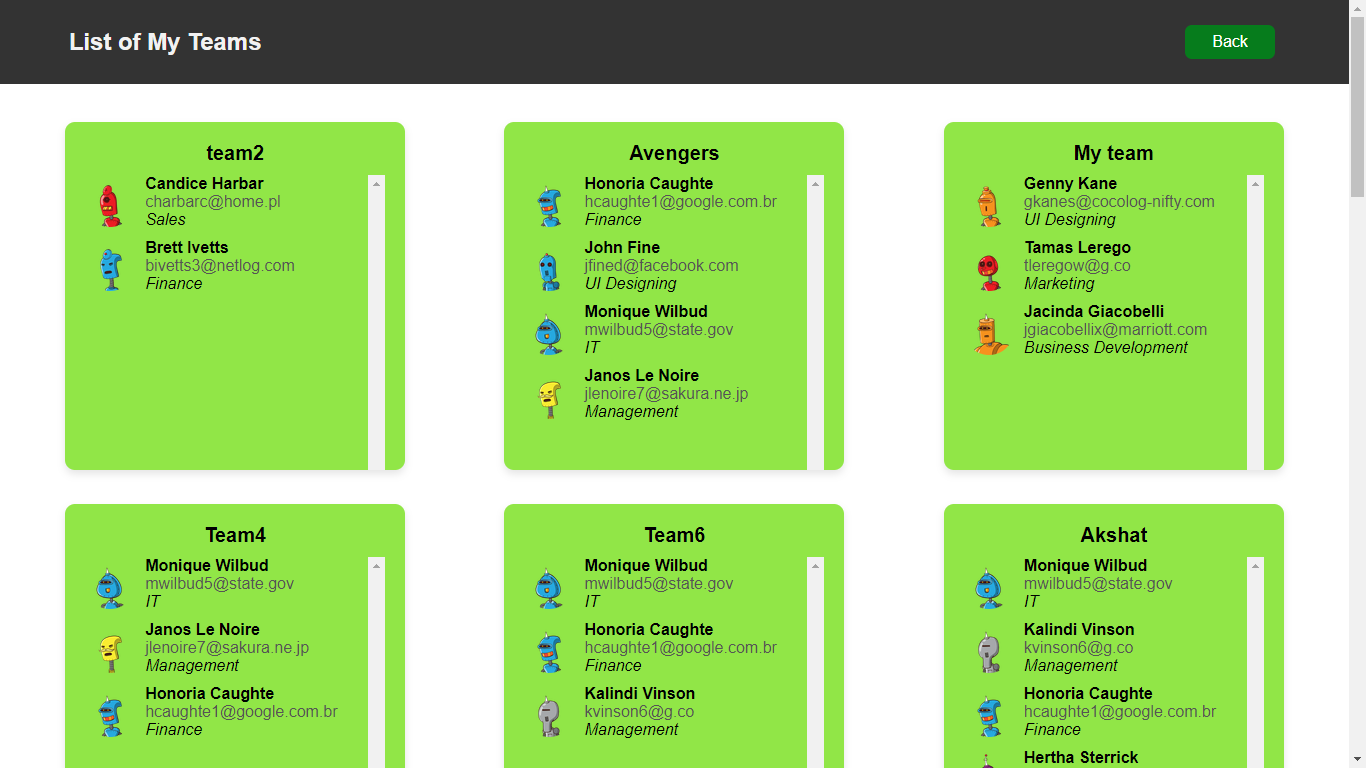 List of My Teams
Back
team2
Candice Harbar
charbarc@home.pl
Sales
Brett Ivetts
bivetts3@netlog.com
Finance
Avengers
Honoria Caughte
hcaughte1@google.com.br
Finance
John Fine
jfined@facebook.com
UI Designing
Monique Wilbud
mwilbud5@state.gov
IT
Janos Le Noire
jlenoire7@sakura.ne.jp
Management
My team
Genny Kane
gkanes@cocolog-nifty.com
UI Designing
Tamas Lerego
tleregow@g.co
Marketing
Jacinda Giacobelli
jgiacobellix@marriott.com
Business Development
Team4
Monique Wilbud
mwilbud5@state.gov
IT
Janos Le Noire
jlenoire7@sakura.ne.jp
Management
Honoria Caughte
hcaughte1@google.com.br
Finance
Team6
Monique Wilbud
mwilbud5@state.gov
IT
Honoria Caughte
hcaughte1@google.com.br
Finance
Kalindi Vinson
kvinson6@g.co
Management
Akshat
Monique Wilbud
mwilbud5@state.gov
IT
Kalindi Vinson
kvinson6@g.co
Management
Honoria Caughte
hcaughte1@google.com.br
Finance
Hertha Sterrick